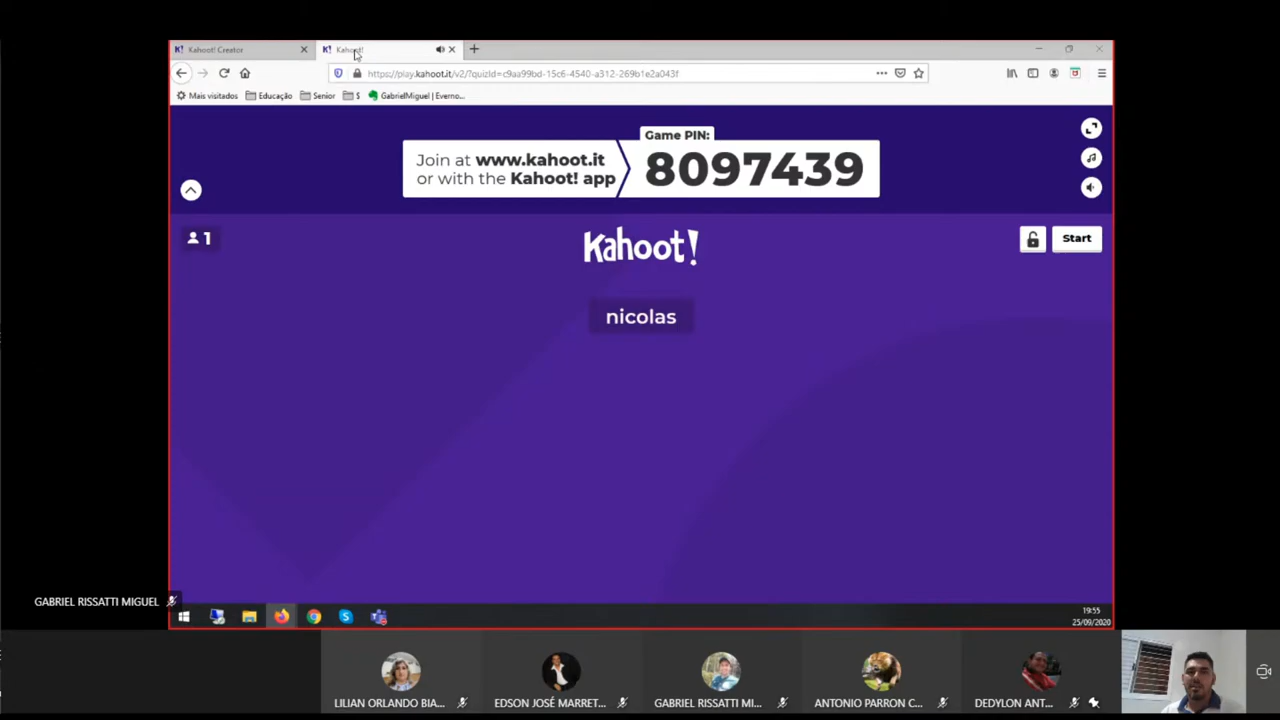 K! Kahoot! Creator
K! Kahoot!
https://play.kahoot.it/v2/?quizId=c9aa99bd-15c6-4540-a312-269b1e2a043f
Mais visitados
Educação
Senior
$
GabrielMiguel | Everno...
Join at www.kahoot.it
or with the Kahoot! app
Game PIN:
8097439
1
Kahoot!
Start
nicolas
GABRIEL RISSATTI MIGUEL
19:55
25/09/2020
LILIAN ORLANDO BIA...
EDSON JOSÉ MARRET...
GABRIEL RISSATTI MI...
ANTONIO PARRON C...
DEDYLON ANT...